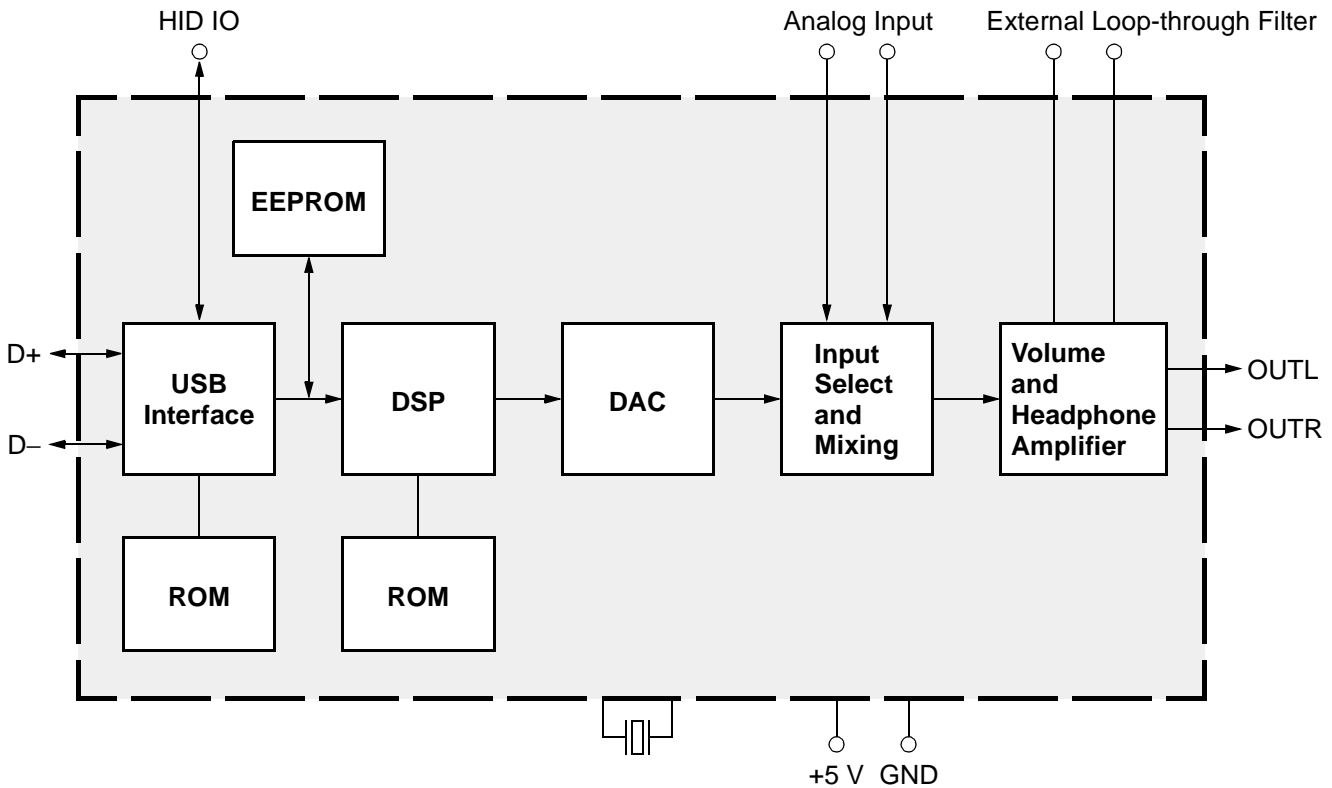 HID IO
Analog Input
External Loop-through Filter
EEPROM
D+
D–
USB
Interface
DSP
DAC
Input
Select
and
Mixing
Volume
and
Headphone
Amplifier
OUTL
OUTR
ROM
ROM
+5 V
GND